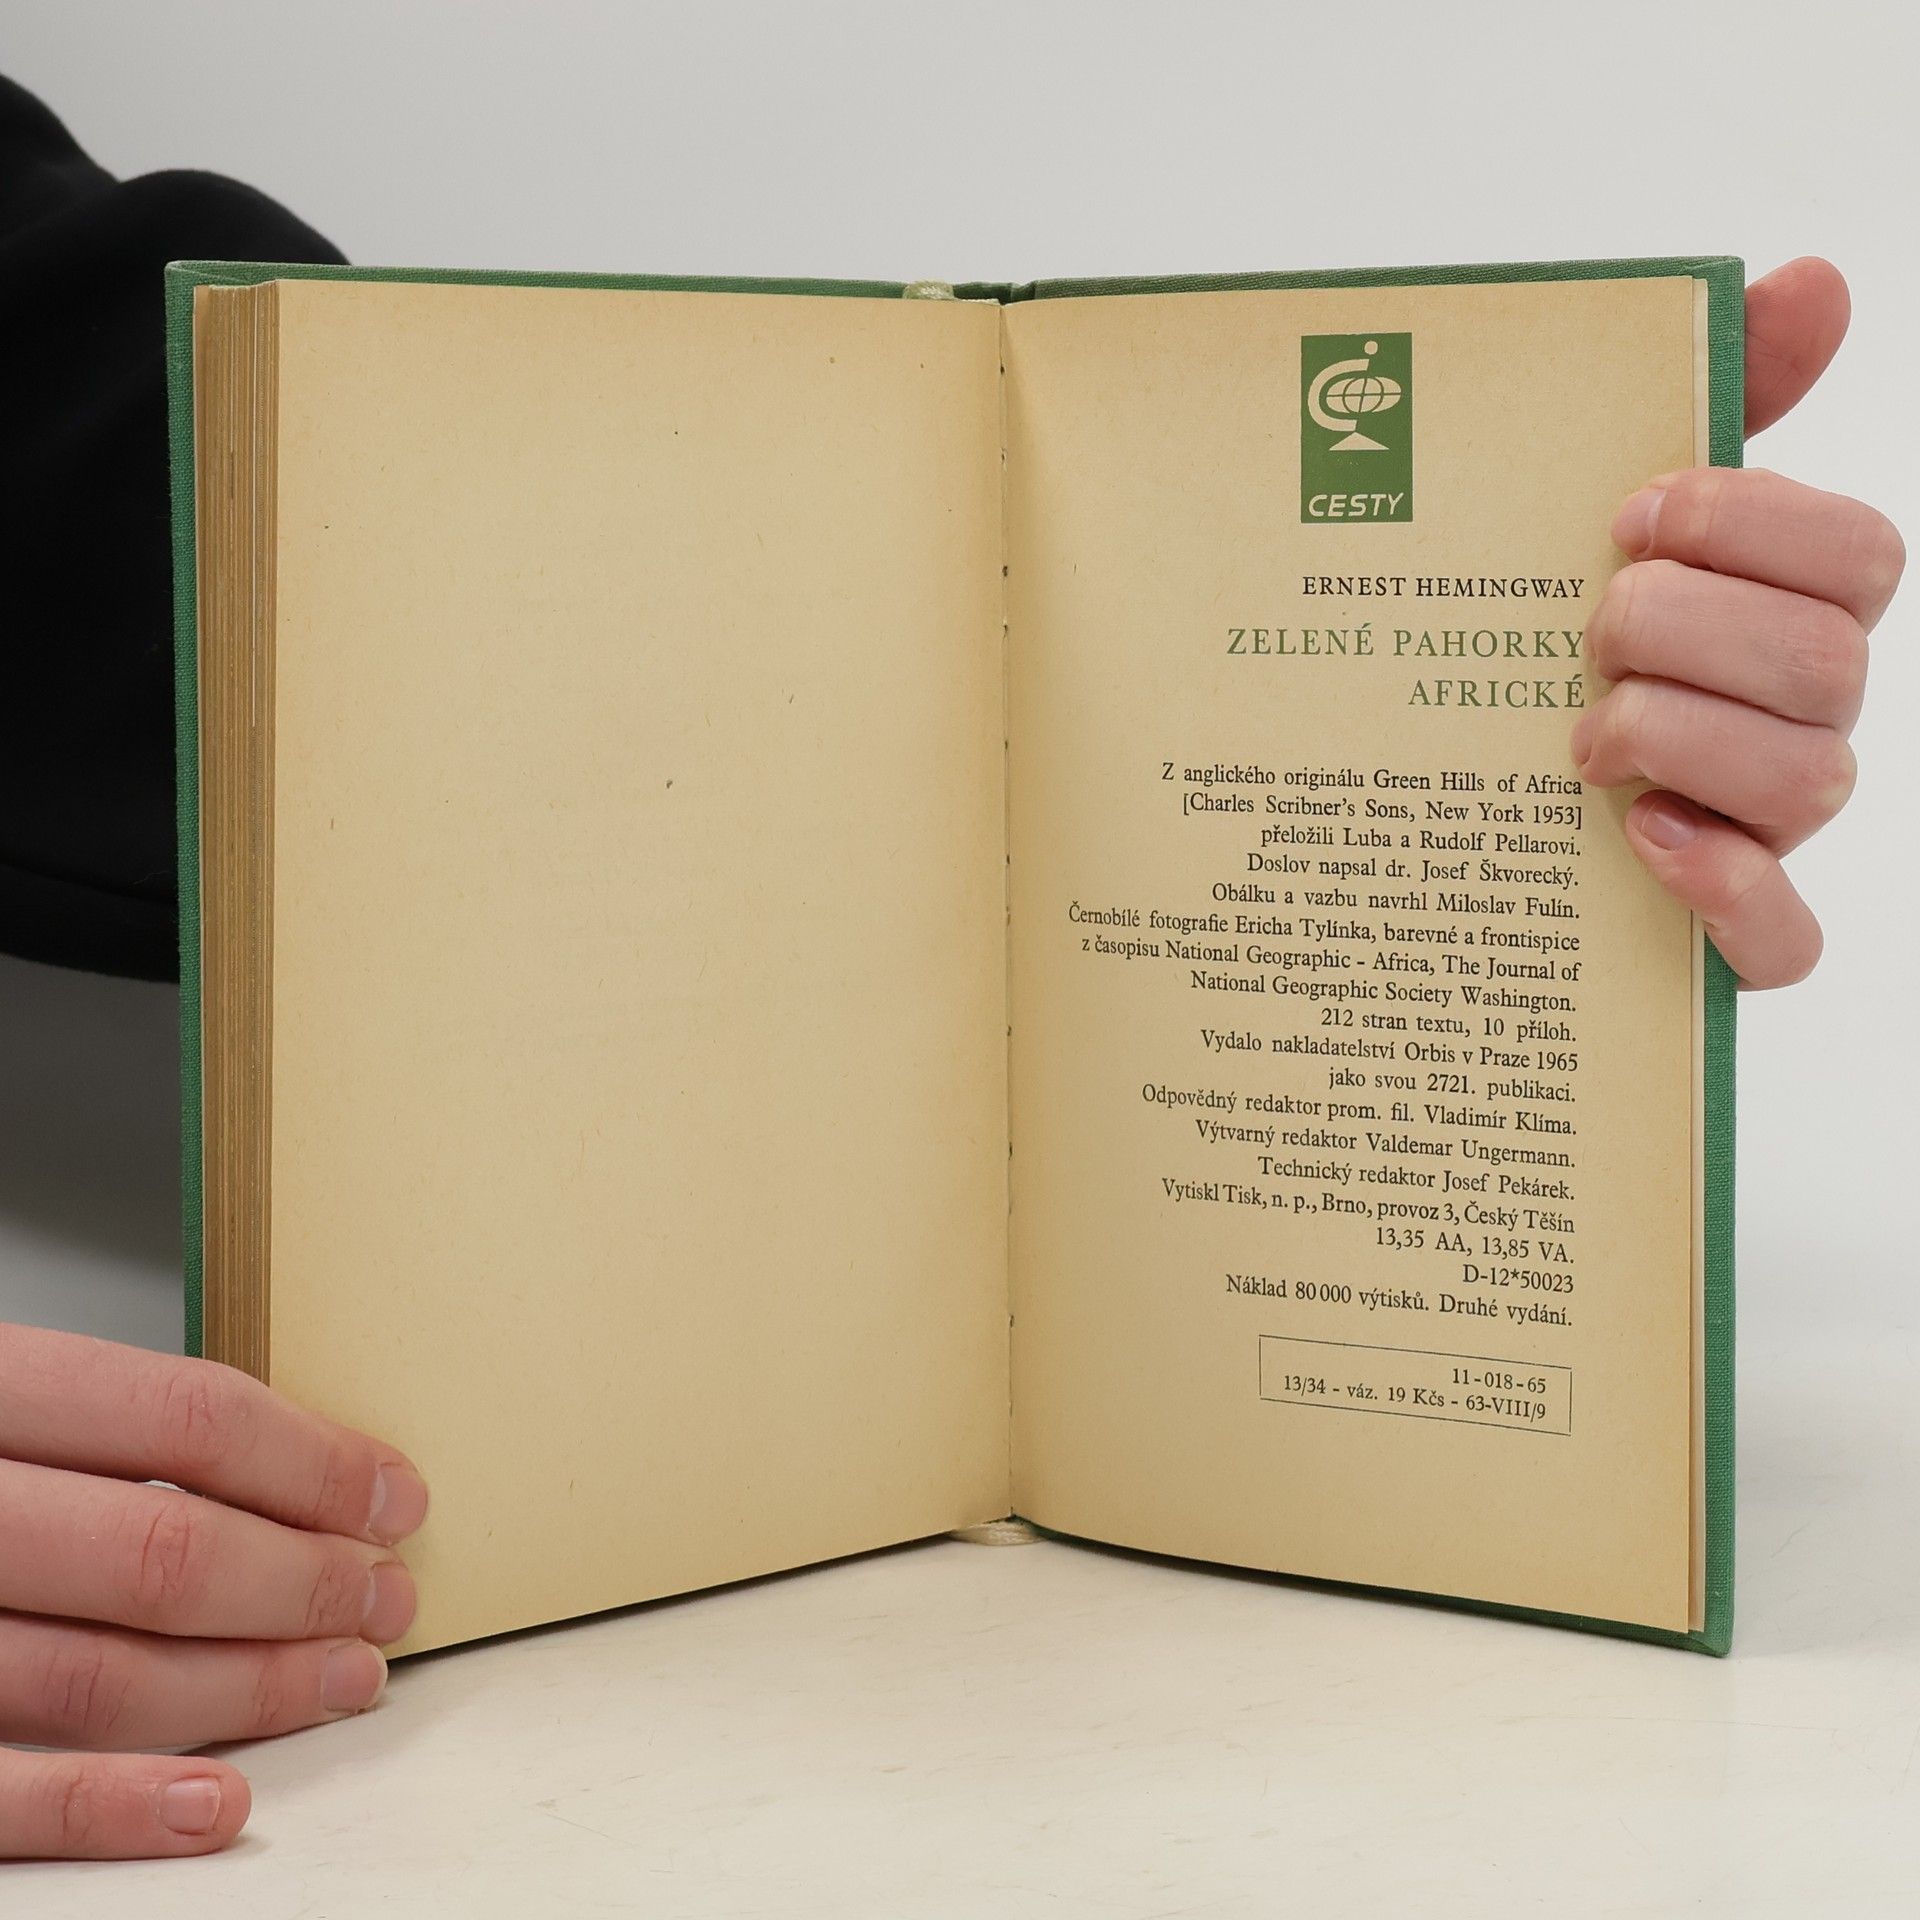 CESTY
ERNEST HEMINGWAY
ZELENÉ PAHORKY
AFRICKÉ
Z anglického originálu Green Hills of Africa
[Charles Scribner's Sons, New York 1953]
přeložili Luba a Rudolf Pellarovi.
Doslov napsal dr. Josef Škvorecký.
Obálku a vazbu navrhl Miloslav Fulín.
Černobílé fotografie Ericha Tylínka, barevné a frontispice
z časopisu National Geographic - Africa, The Journal of
National Geographic Society Washington.
212 stran textu, 10 příloh.
Vydalo nakladatelství Orbis v Praze 1965
jako svou 2721. publikaci.
Odpovědný redaktor prom. fil. Vladimír Klíma.
Výtvarný redaktor Valdemar Ungermann.
Technický redaktor Josef Pekárek.
Vytiskl Tisk, n. p., Brno, provoz 3, Český Těšín
13,35 AA, 13,85 VA.
D-12*50023
Náklad 80000 výtisků. Druhé vydání.
11-018-65
13/34 - váz. 19 Kčs - 63-VIII/9